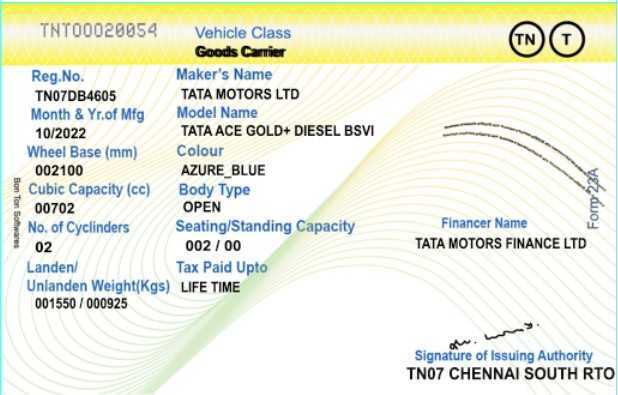 TNT00020054
Vehicle Class
Goods Carrier
TN T
Reg.No.
TN07DB4605
Maker's Name
TATA MOTORS LTD
Month & Yr.of Mfg
10/2022
Model Name
TATA ACE GOLD+ DIESEL BSVI
Wheel Base (mm)
002100
Colour
AZURE_BLUE
Cubic Capacity (cc)
00702
Body Type
OPEN
No. of Cyclinders
02
Seating/Standing Capacity
002 / 00
Landen/
Unlanden Weight(Kgs)
001550 / 000925
Tax Paid Upto
LIFE TIME
Form 23A
Financer Name
TATA MOTORS FINANCE LTD
Signature of Issuing Authority
TN07 CHENNAI SOUTH RTO
Bon Ton Softwares